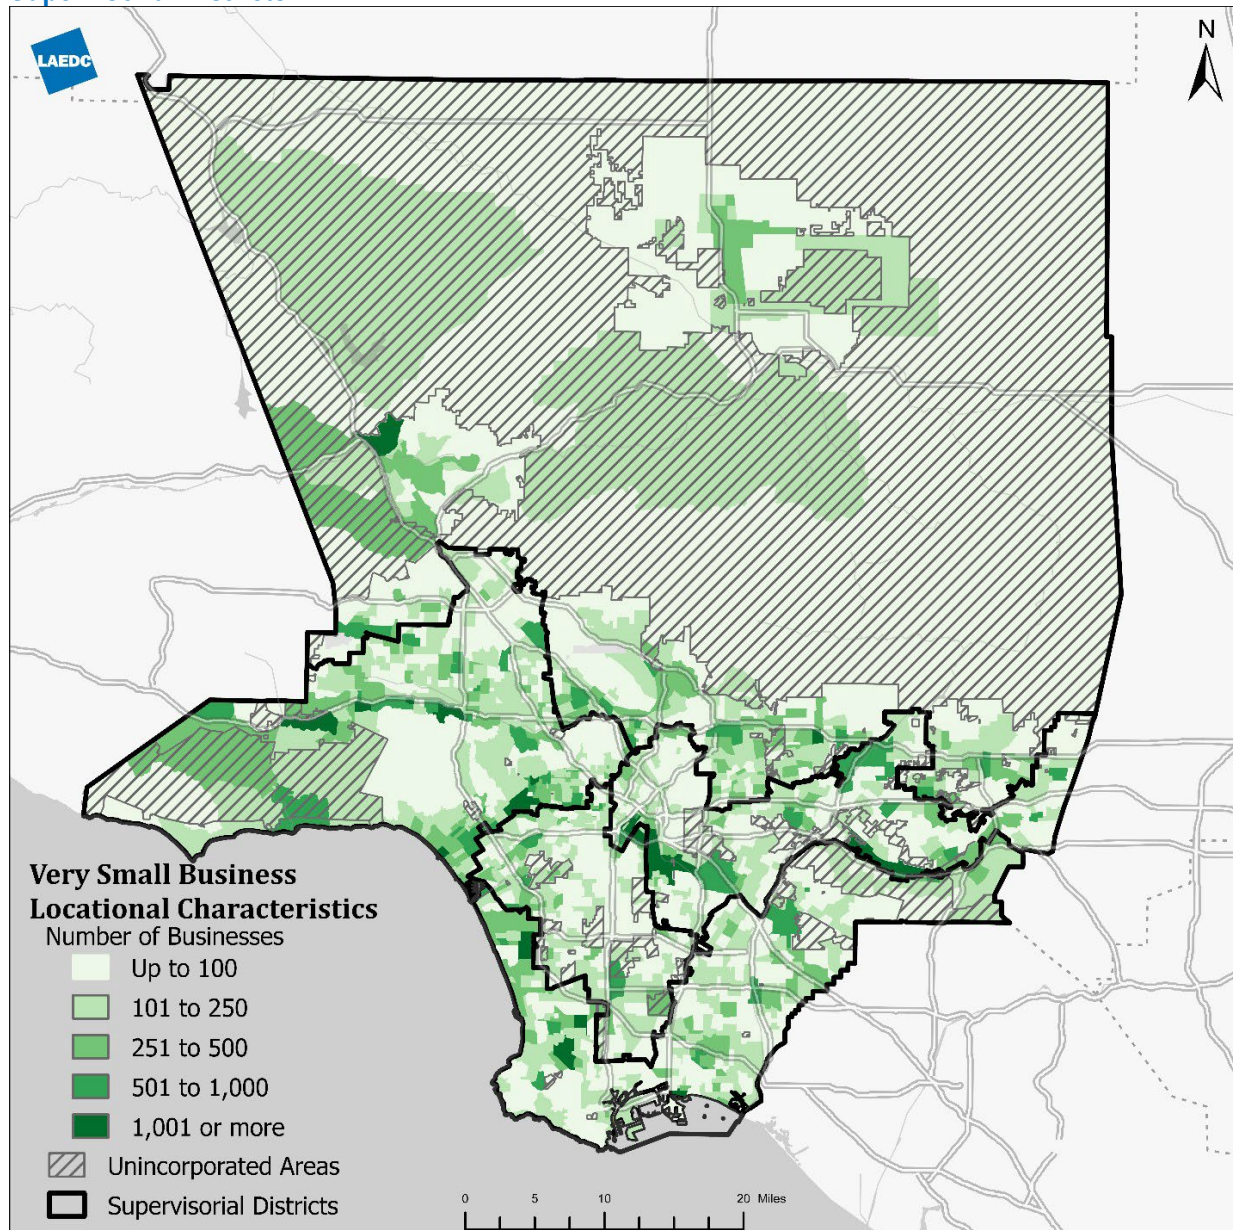 LAEDC
N
Very Small Business
Locational Characteristics
Number of Businesses
Up to 100
101 to 250
251 to 500
501 to 1,000
1,001 or more
Unincorporated Areas
Supervisorial Districts
0 5 10 20 Miles